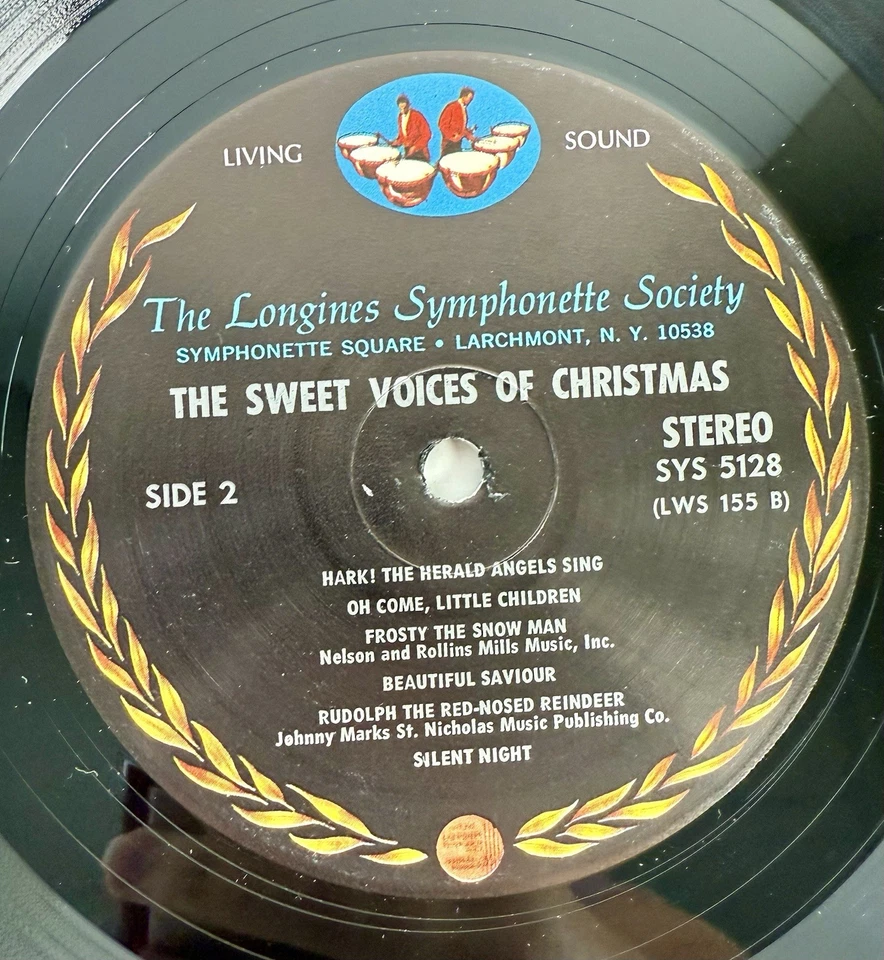 LIVING SOUND
The Longines Symphonette Society
SYMPHONETTE SQUARE • LARCHMONT, N. Y. 10538
THE SWEET VOICES OF CHRISTMAS
STEREO
SYS 5128
SIDE 2
(LWS 155 B)
HARK! THE HERALD ANGELS SING
OH COME, LITTLE CHILDREN
FROSTY THE SNOW MAN
Nelson and Rollins Mills Music, Inc.
BEAUTIFUL SAVIOUR
RUDOLPH THE RED-NOSED REINDEER
Johnny Marks St. Nicholas Music Publishing Co.
SILENT NIGHT